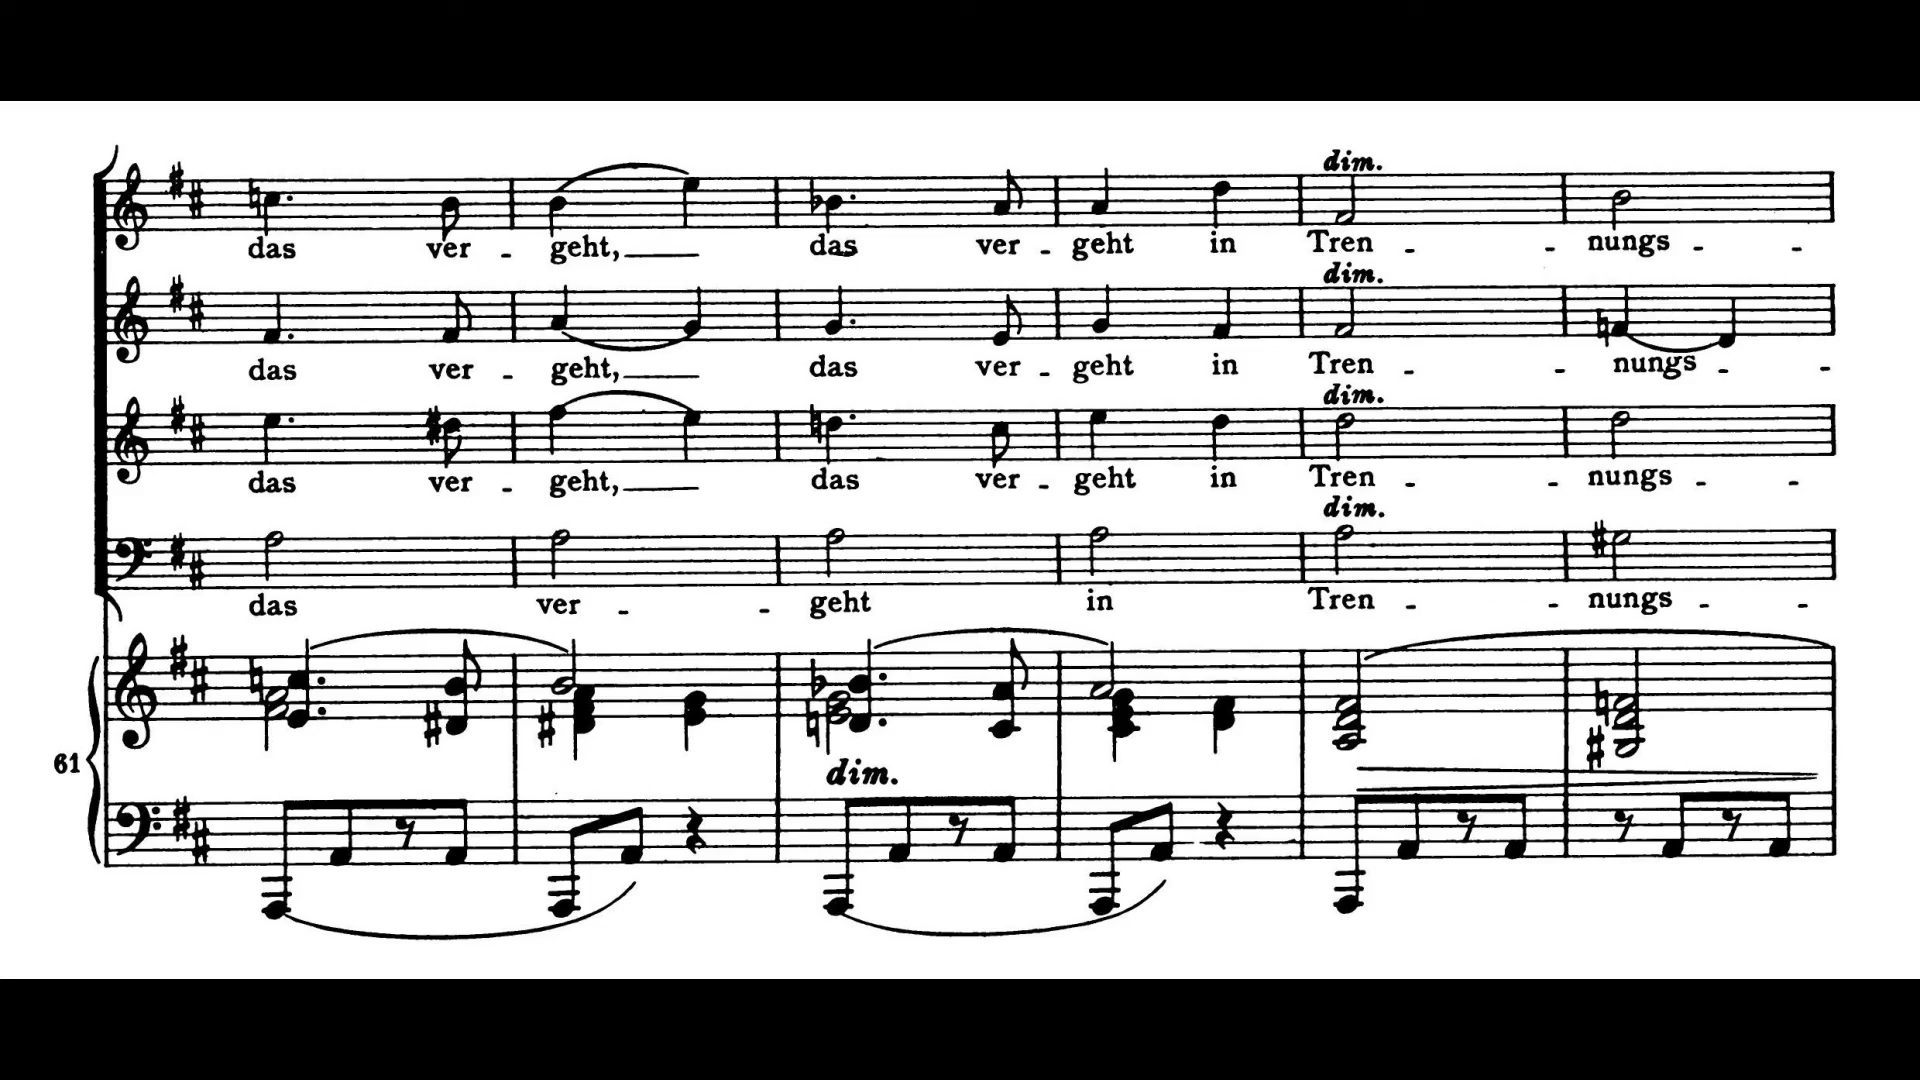 dim.
das ver - geht, das ver - geht in Tren - - nungs - -
dim.
das ver - geht, das ver - geht in Tren - - nungs - -
dim.
das ver - geht, das ver - geht in Tren - - nungs - -
dim.
das ver - - geht in Tren - - nungs - -
61
dim.